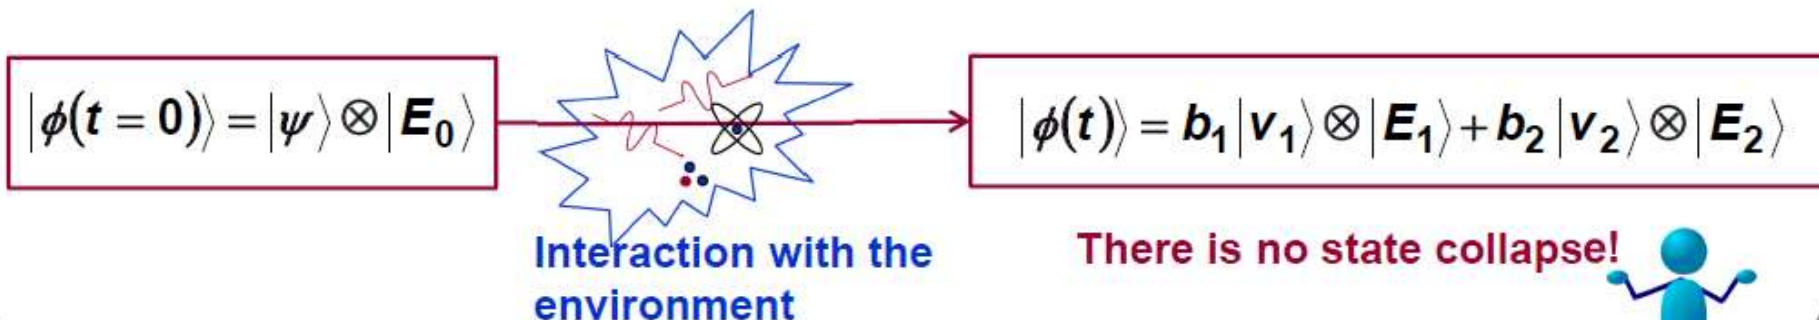 |ϕ(t = 0)⟩ = |ψ⟩ ⊗ |E₀⟩
|ϕ(t)⟩ = b₁|v₁⟩ ⊗ |E₁⟩ + b₂|v₂⟩ ⊗ |E₂⟩
Interaction with the
environment
There is no state collapse!